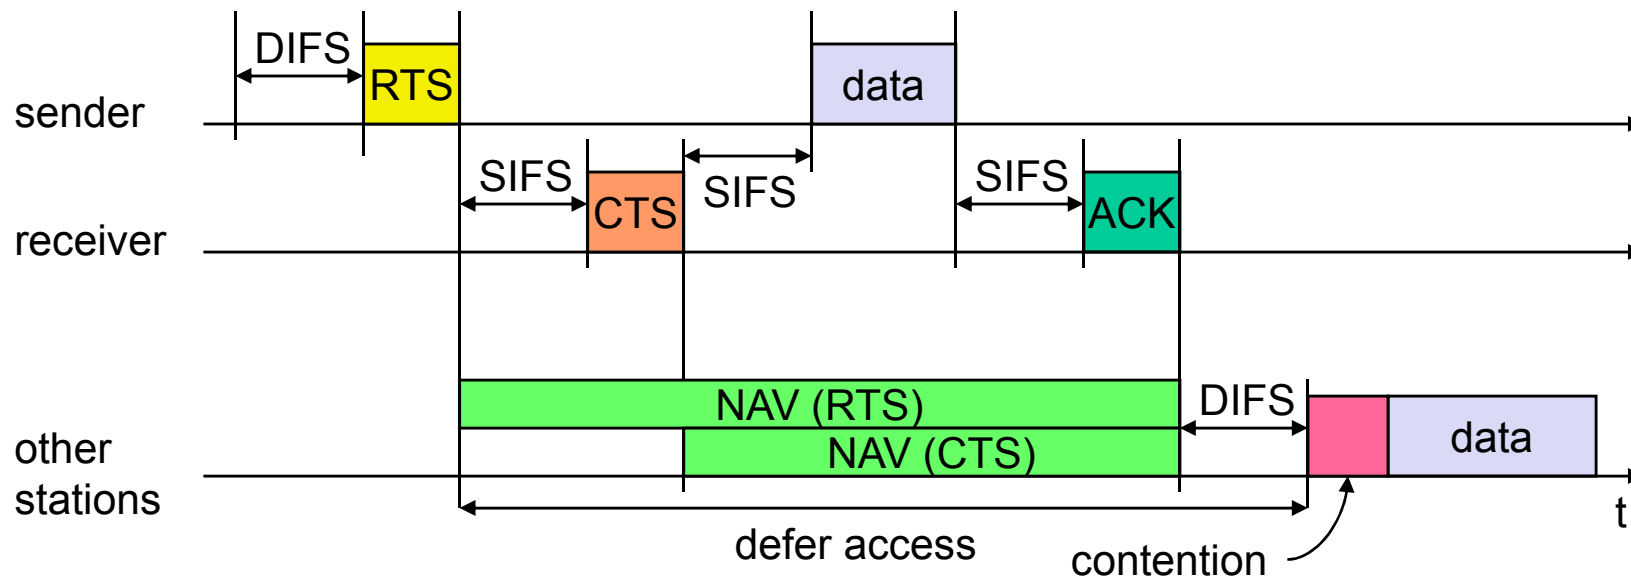 DIFS
RTS
data
sender
SIFS
CTS
SIFS
SIFS
ACK
receiver
NAV (RTS)
DIFS
NAV (CTS)
data
other
stations
t
defer access
contention